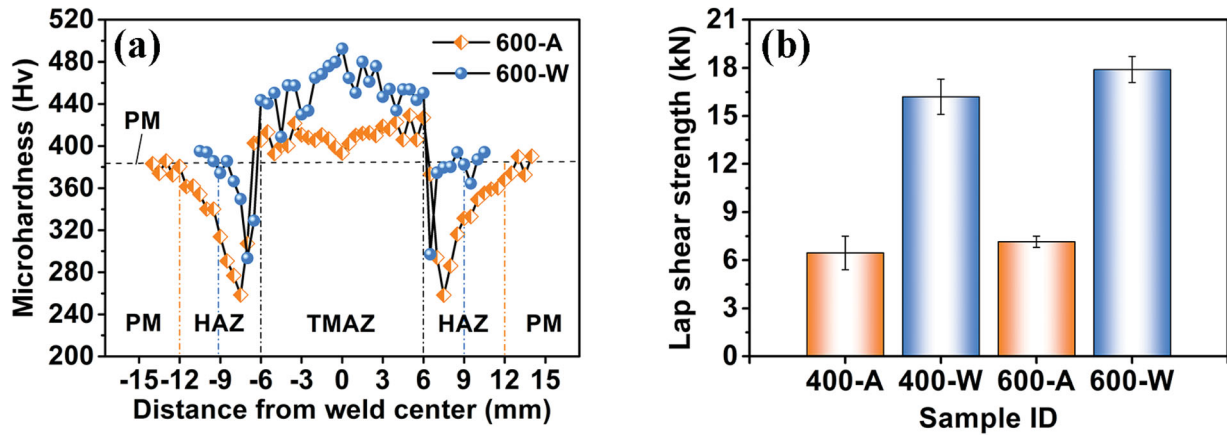 (a)
600-A
600-W
Microhardness (Hv)
520
480
440
400
360
320
280
240
200
PM
PM
HAZ
TMAZ
HAZ
PM
-15
-12
-9
-6
-3
0
3
6
9
12
15
Distance from weld center (mm)
(b)
Lap shear strength (kN)
21
18
15
12
9
6
3
0
400-A
400-W
600-A
600-W
Sample ID